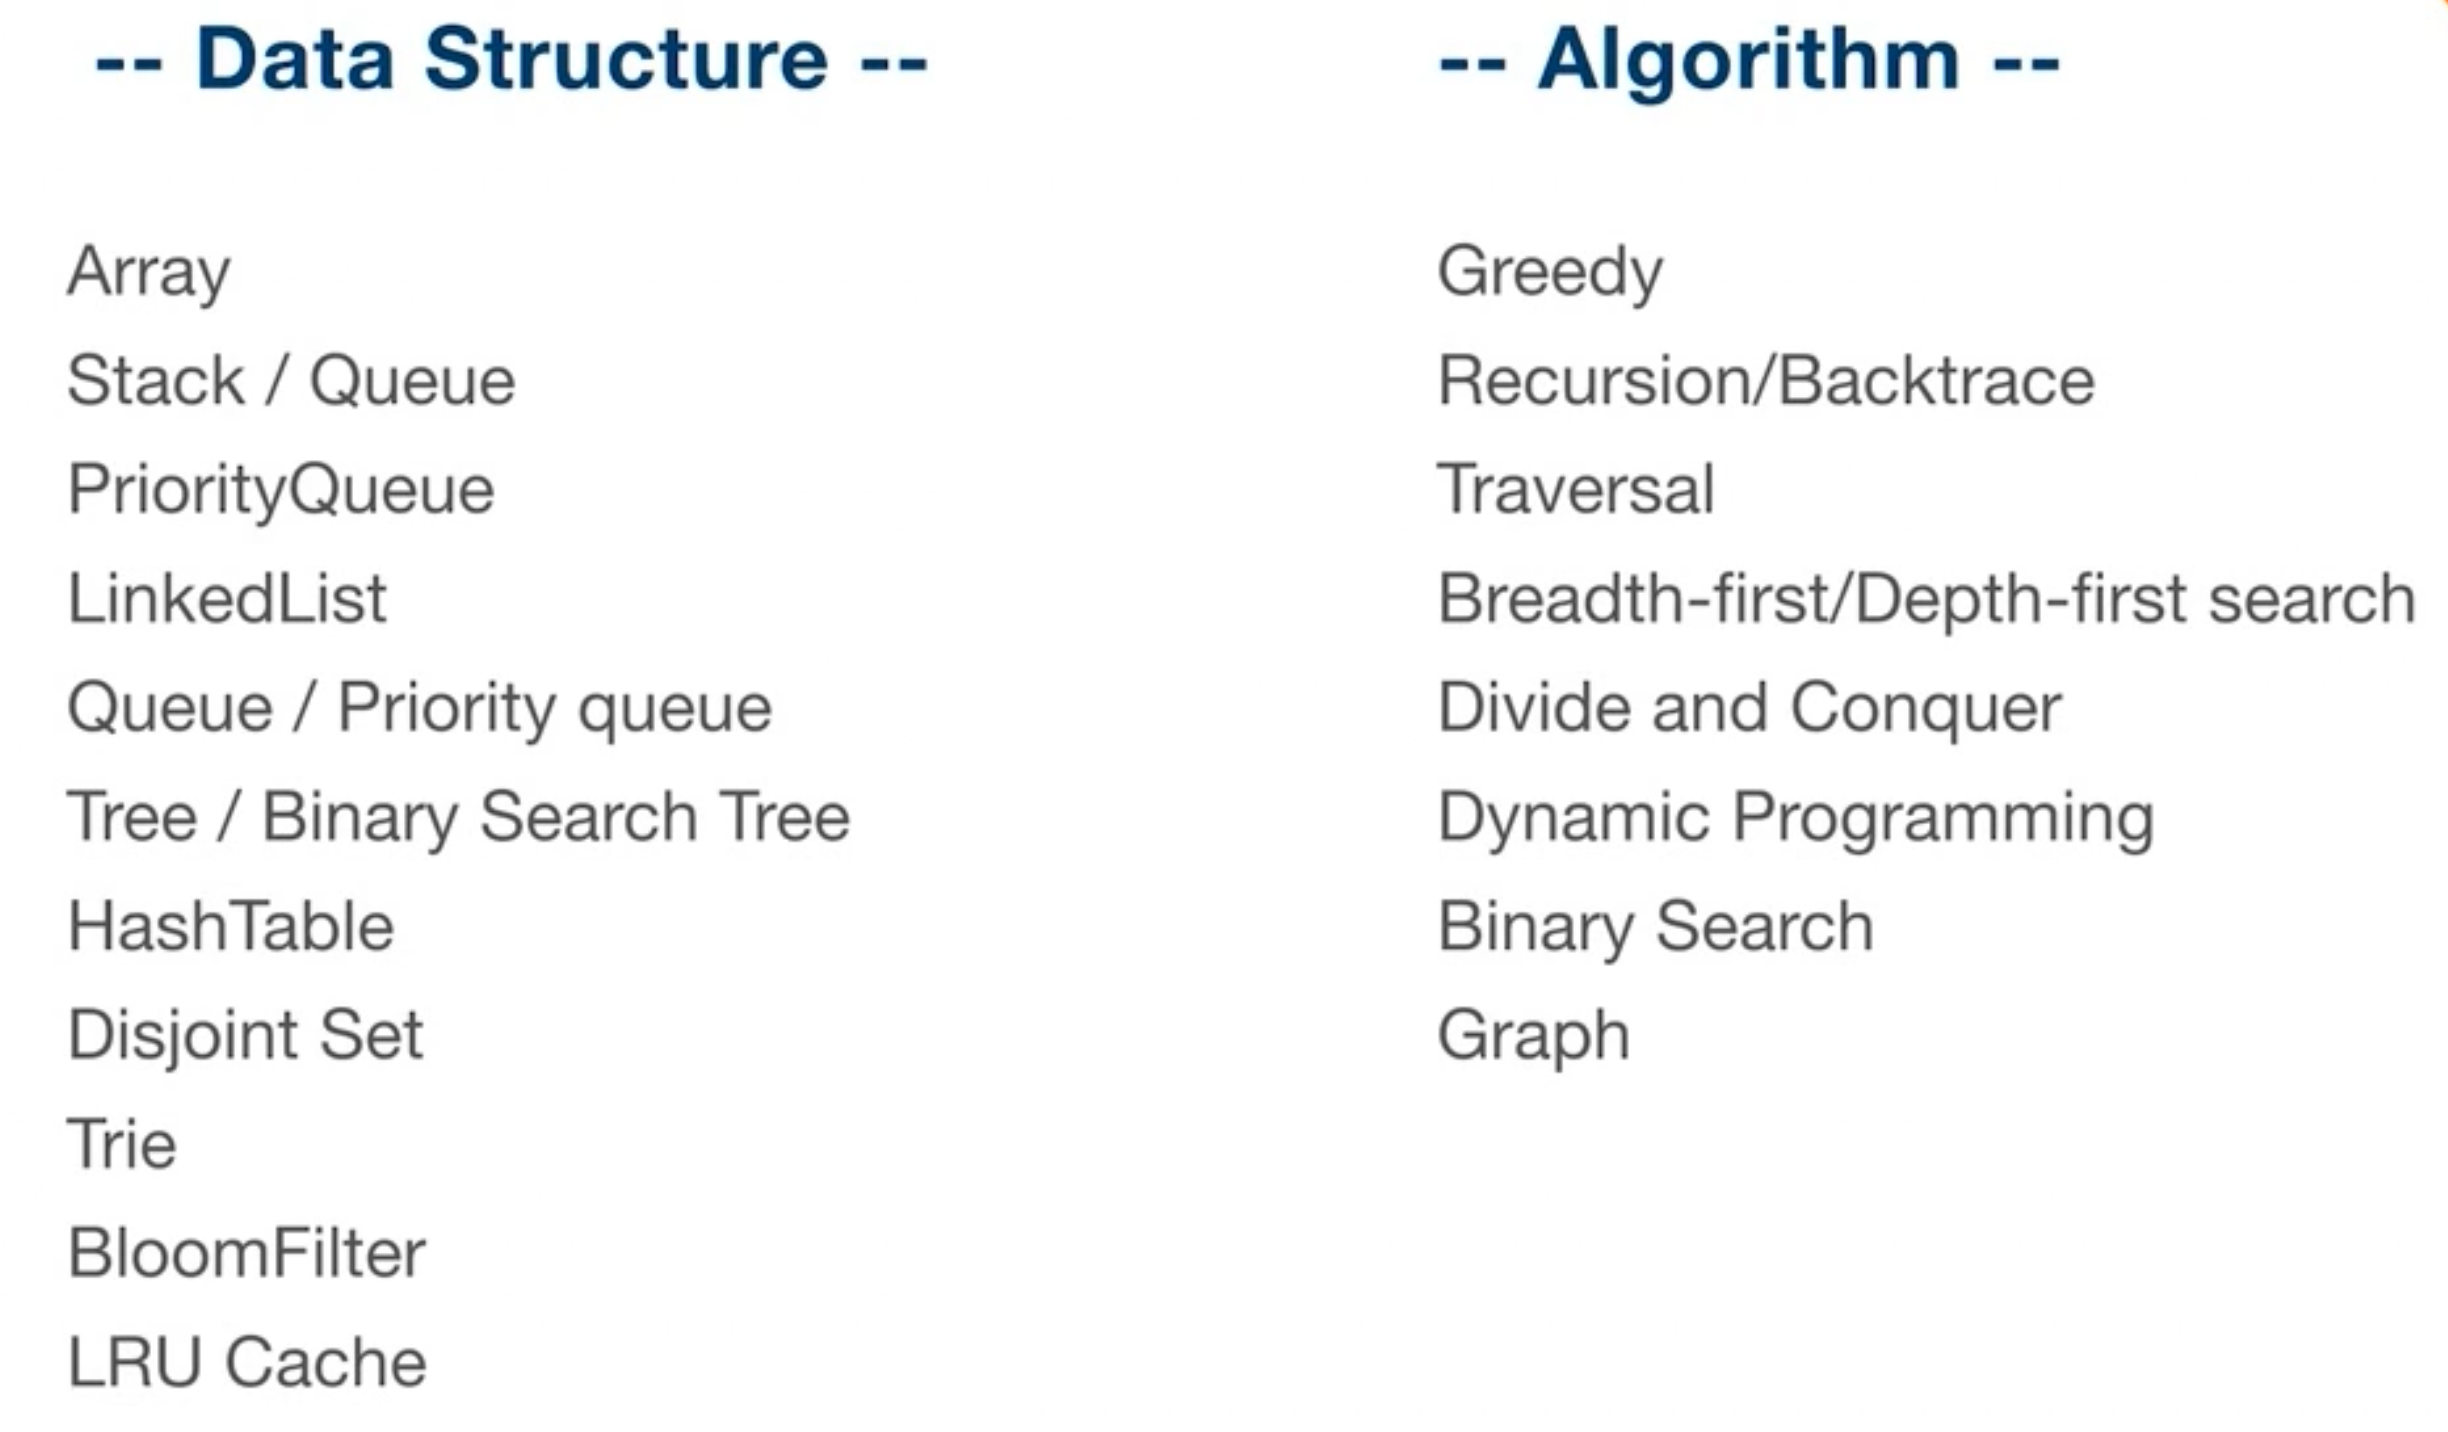 -- Data Structure --
Array
Stack / Queue
PriorityQueue
LinkedList
Queue / Priority queue
Tree / Binary Search Tree
HashTable
Disjoint Set
Trie
BloomFilter
LRU Cache
-- Algorithm --
Greedy
Recursion/Backtrace
Traversal
Breadth-first/Depth-first search
Divide and Conquer
Dynamic Programming
Binary Search
Graph